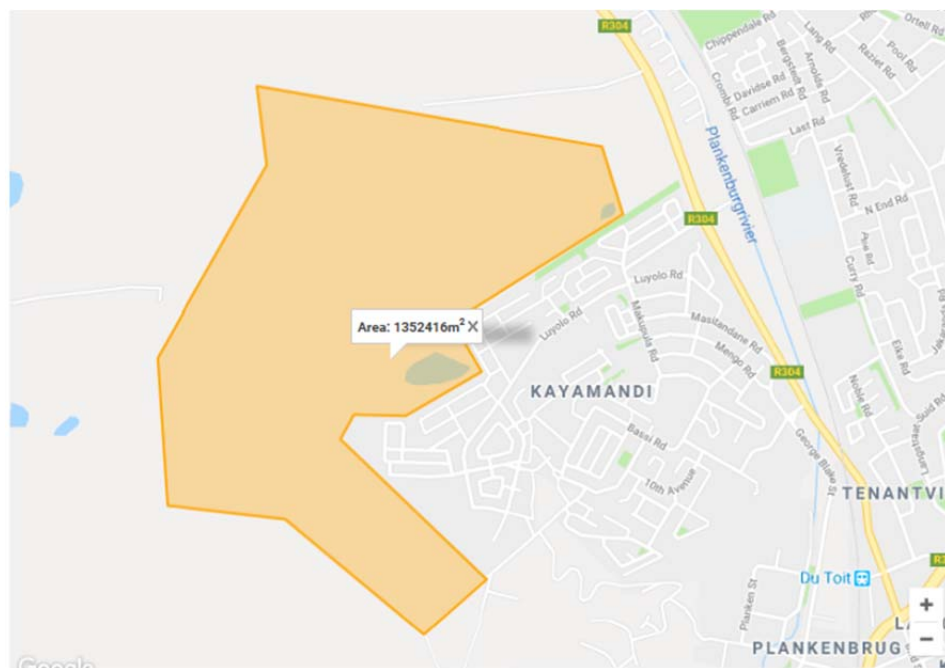 R304
Chippendale Rd
Lang Rd
Ortell Rd
Pool Rd
Raziet Rd
Bergstedt Rd
Arnolds Rd
Davidse Rd
Carriem Rd
Crombi Rd
Last Rd
Plankenburgrivier
Vredelust Rd
N End Rd
R304
Curry Rd
Luyolo Rd
Luyolo Rd
Makupula Rd
Masitandane Rd
Mengo Rd
Area: 1352416m² X
R304
Eike Rd
KAYAMANDI
Noble Rd
Bassi Rd
George Blake St
10th Avenue
TENANTVI
Du Toit
Planken St
+
−
PLANKENBRUG
Google